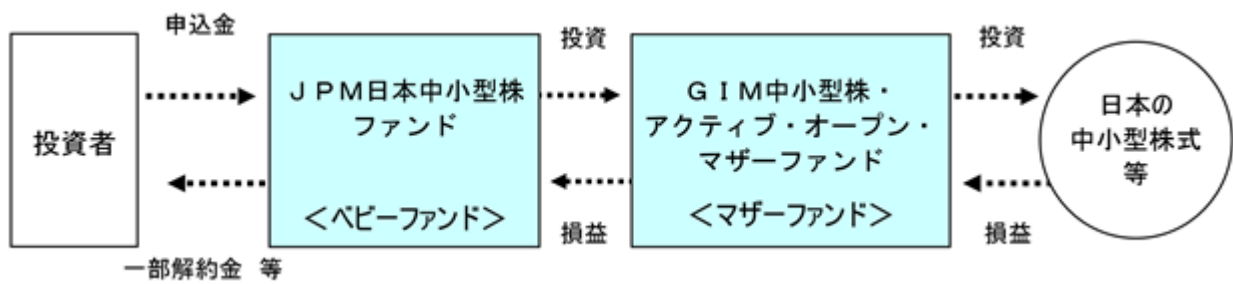 申込金
投資
投資
投資者
ＪＰＭ日本中小型株
ファンド
＜ベビーファンド＞
ＧＩＭ中小型株・
アクティブ・オープン・
マザーファンド
＜マザーファンド＞
日本の
中小型株式
等
一部解約金 等
損益
損益